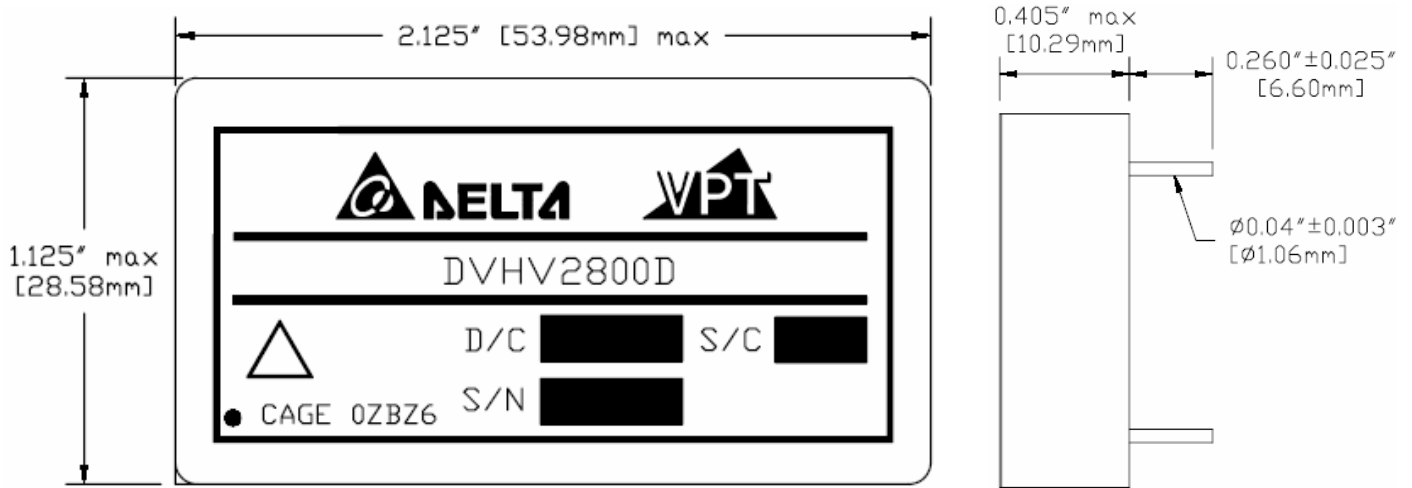 2.125" [53.98mm] max
0.405" max
[10.29mm]
0.260"±0.025"
[6.60mm]
DELTA VPT
1.125" max
[28.58mm]
DVHV2800D
Ø0.04"±0.003"
[Ø1.06mm]
D/C S/C
S/N
CAGE 0ZBZ6